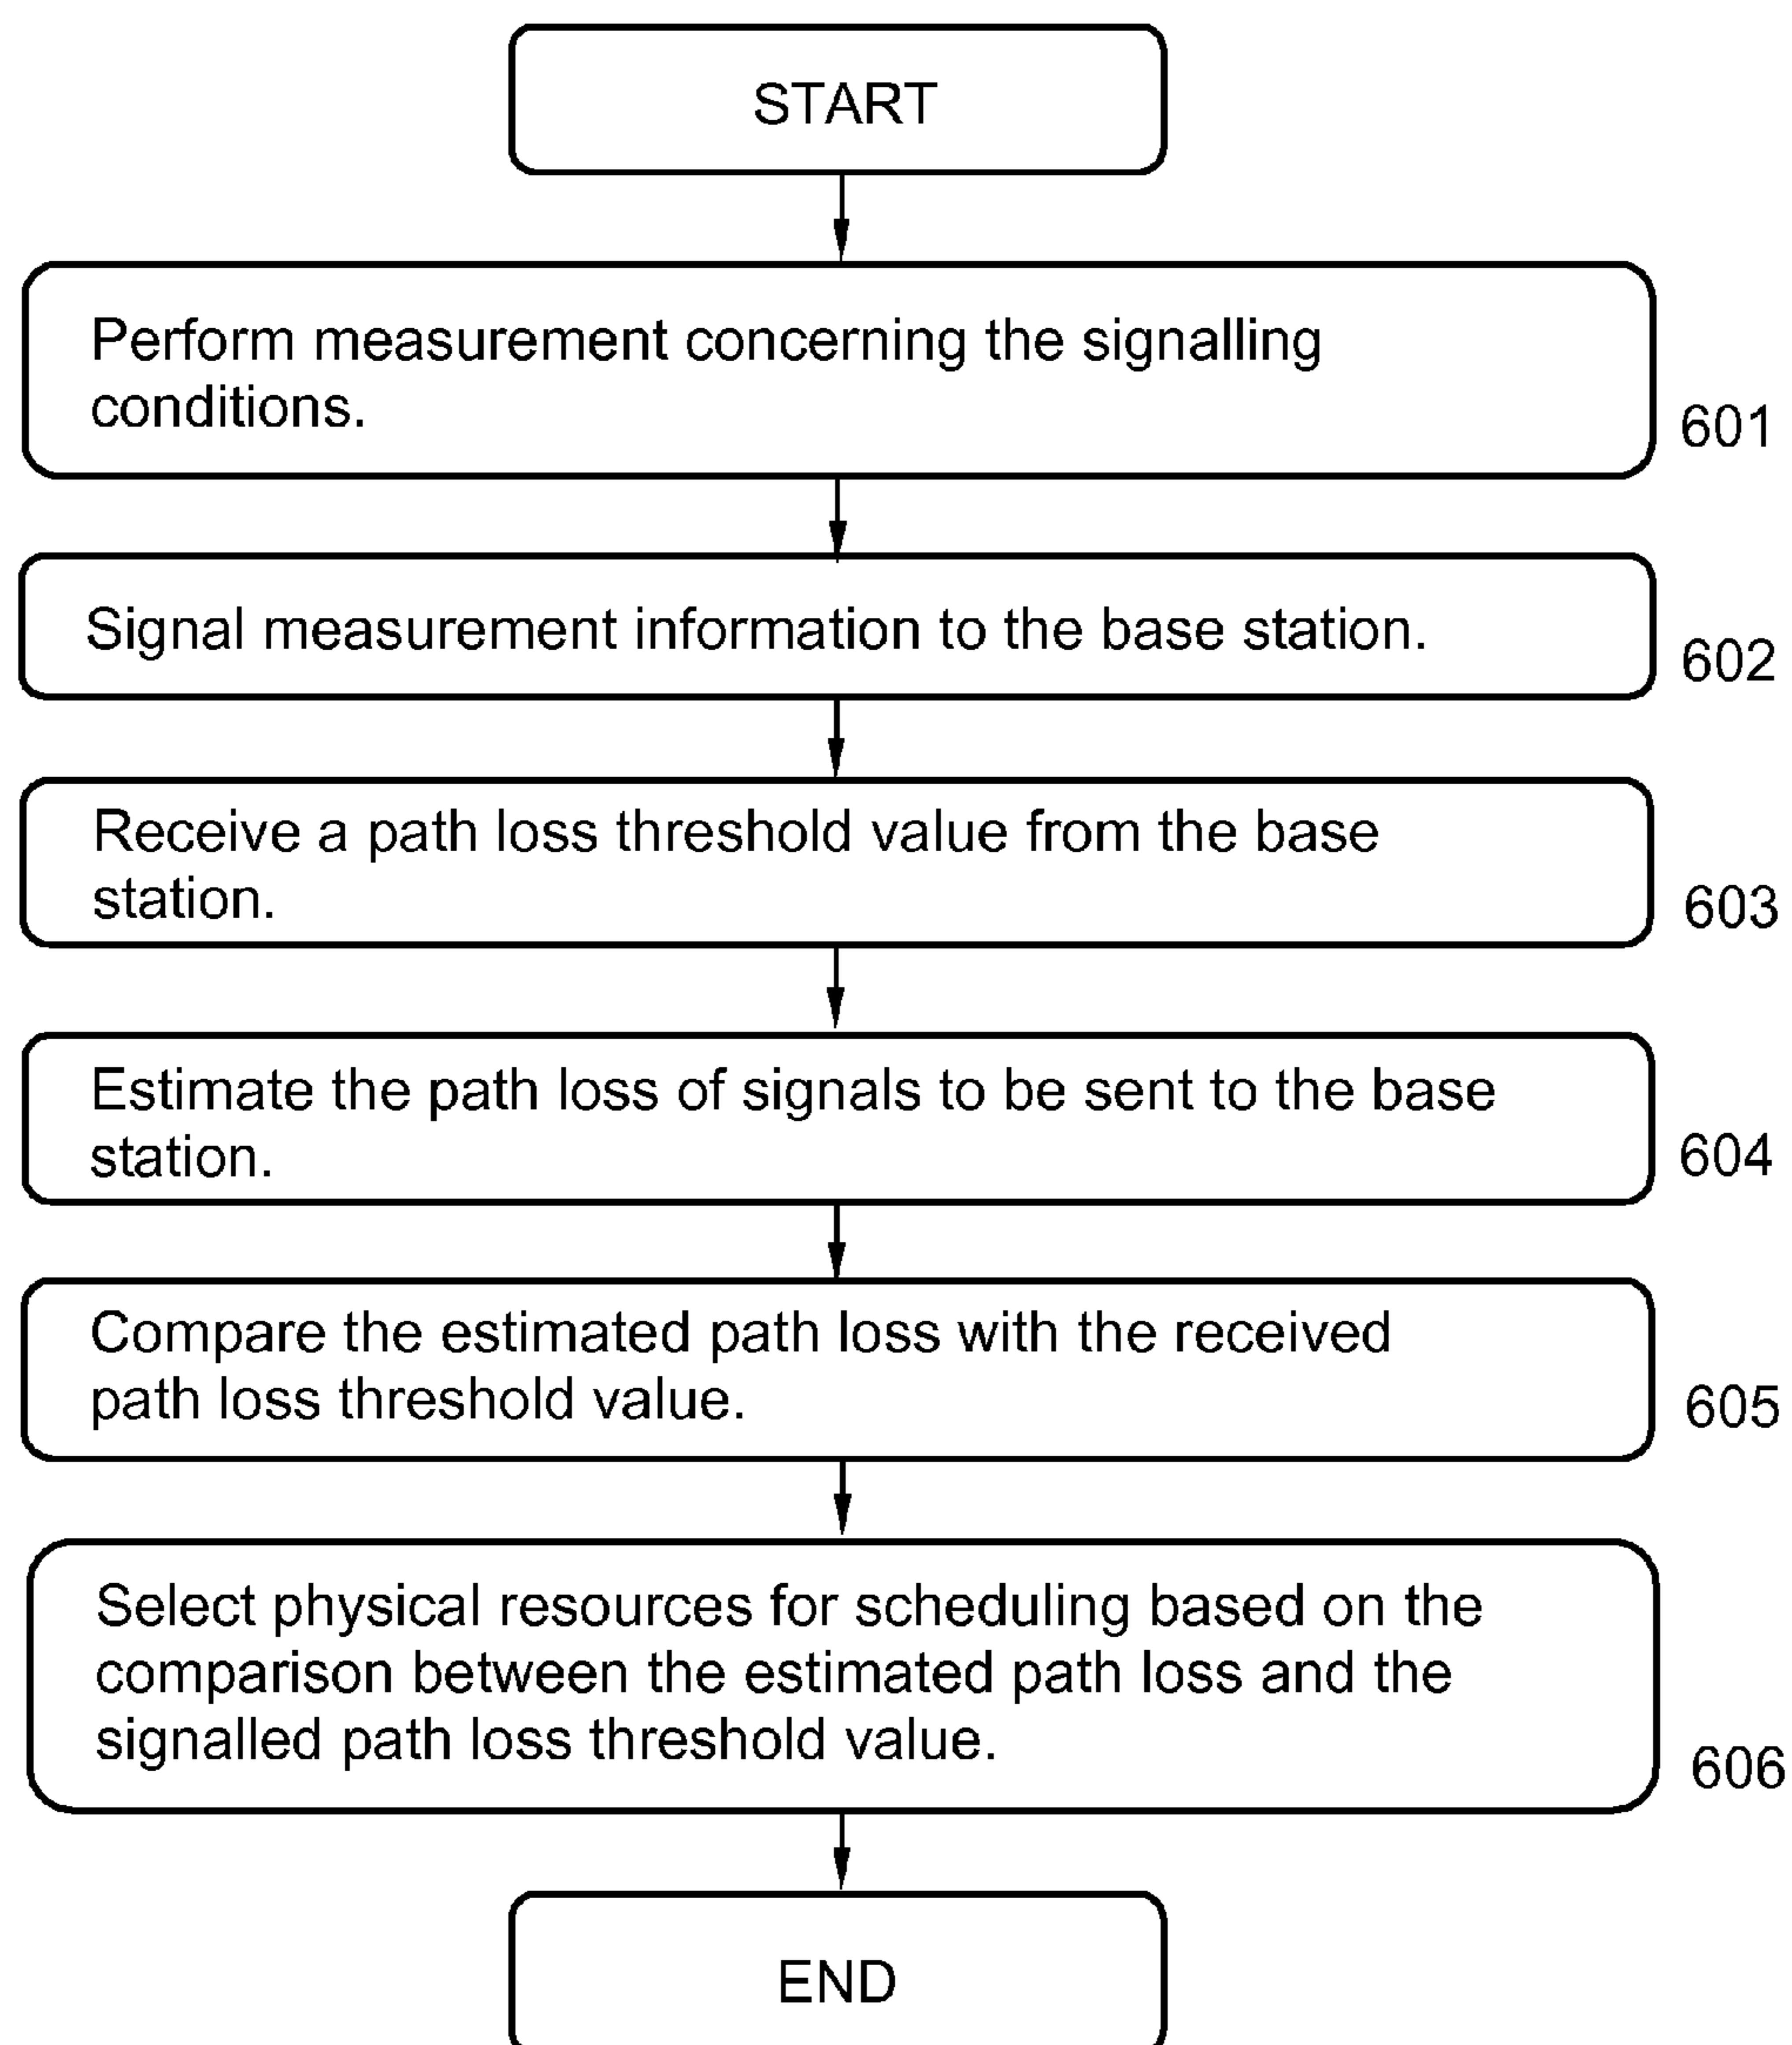 START
Perform measurement concerning the signalling
conditions.
601
Signal measurement information to the base station.
602
Receive a path loss threshold value from the base
station.
603
Estimate the path loss of signals to be sent to the base
station.
604
Compare the estimated path loss with the received
path loss threshold value.
605
Select physical resources for scheduling based on the
comparison between the estimated path loss and the
signalled path loss threshold value.
606
END